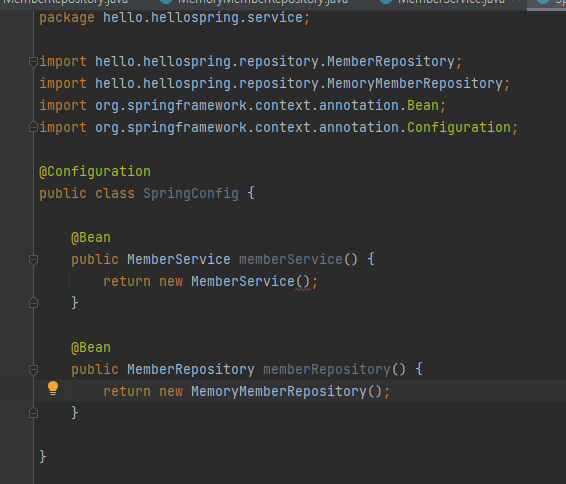 MemberRepository.java MemoryMemberRepository.java MemberService.java Sp
package hello.hellospring.service;
import hello.hellospring.repository.MemberRepository;
import hello.hellospring.repository.MemoryMemberRepository;
import org.springframework.context.annotation.Bean;
import org.springframework.context.annotation.Configuration;
@Configuration
public class SpringConfig {
@Bean
public MemberService memberService() {
return new MemberService();
}
@Bean
public MemberRepository memberRepository() {
return new MemoryMemberRepository();
}
}